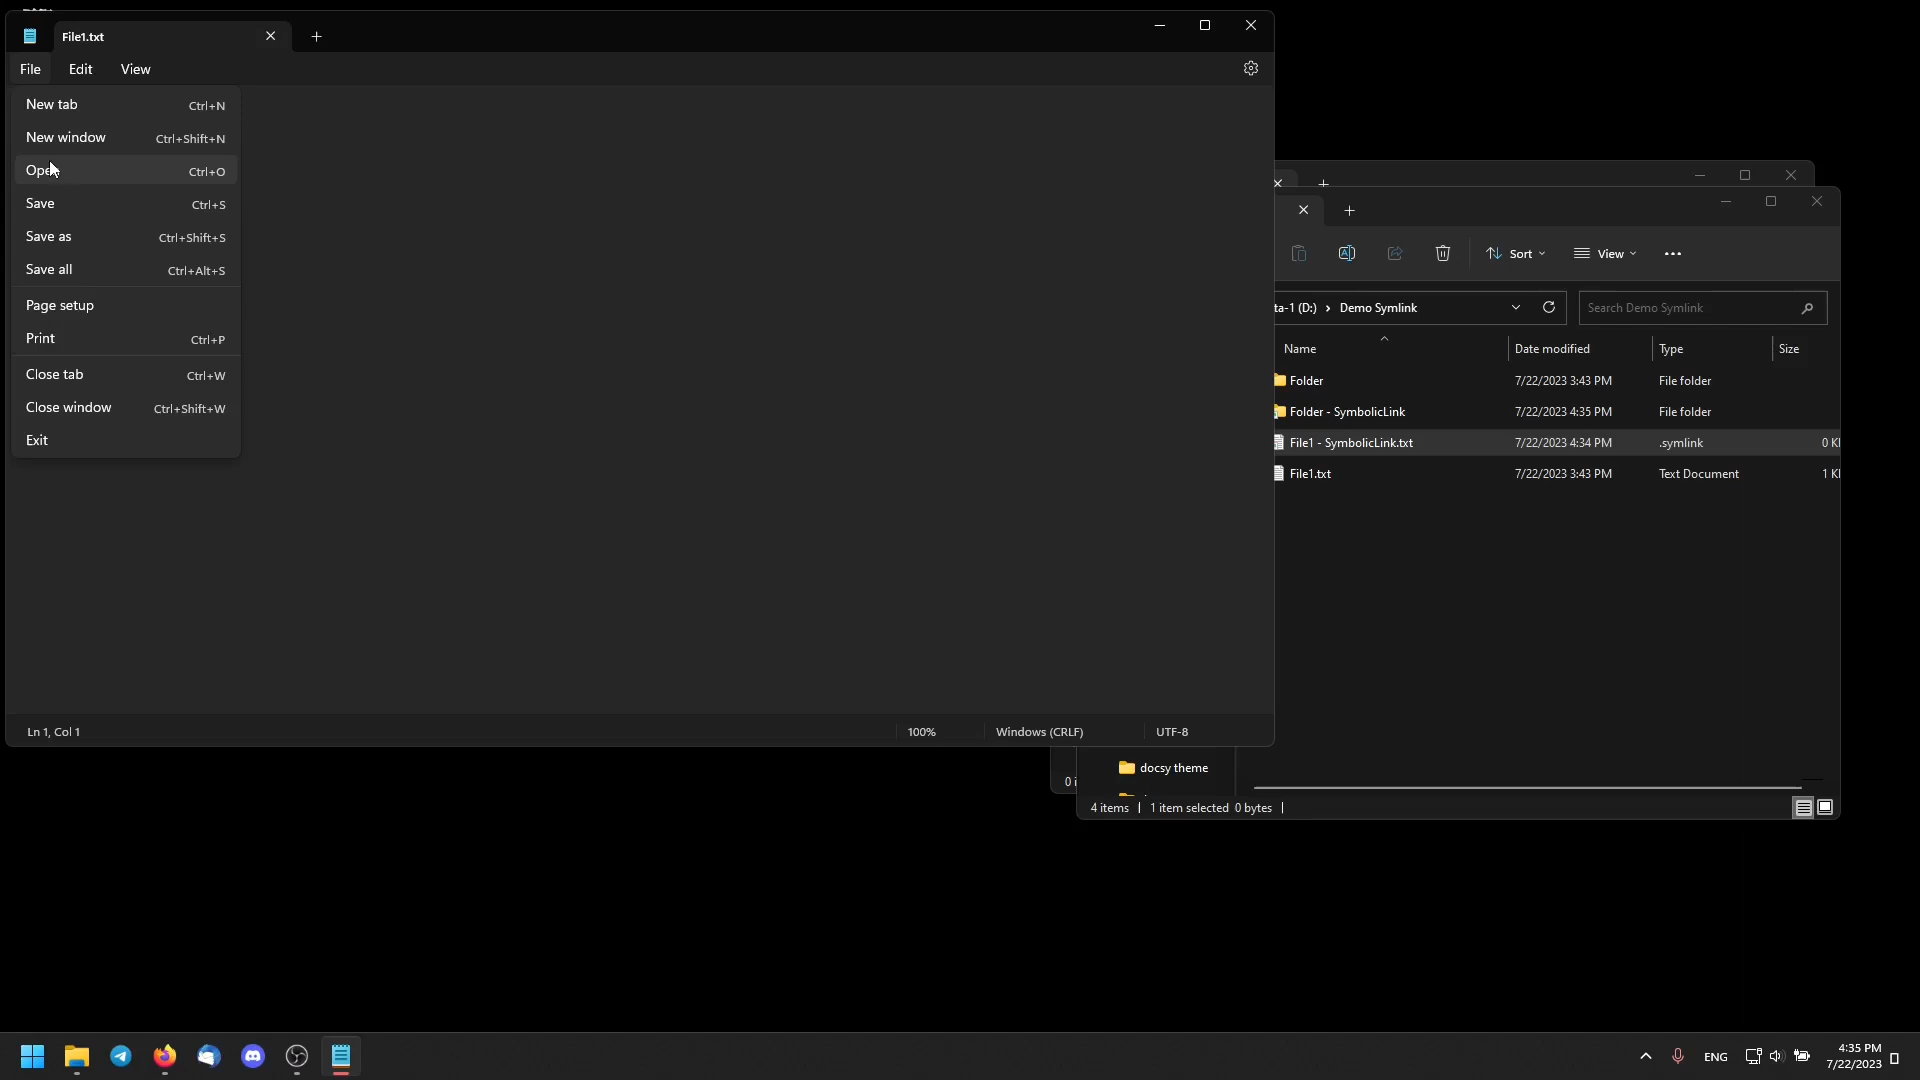 File1.txt
File Edit View
New tab Ctrl+N
New window Ctrl+Shift+N
Ctrl+O
Save Ctrl+S
Save as Ctrl+Shift+S
Save all Ctrl+Alt+S
Page setup
Print Ctrl+P
Close tab Ctrl+W
Close window Ctrl+Shift+W
Exit
Ln 1, Col 1 100% Windows (CRLF) UTF-8
Sort View
(D:) > Demo Symlink Search Demo Symlink
Name Date modified Type Size
Folder 7/22/2023 3:43 PM File folder
Folder - SymbolicLink 7/22/2023 4:35 PM File folder
File1 - SymbolicLink.txt 7/22/2023 4:34 PM .symlink 0
File1.txt 7/22/2023 3:43 PM Text Document 1
docsy theme
0
4 items 1 item selected 0 bytes
ENG
4:35 PM
7/22/2023